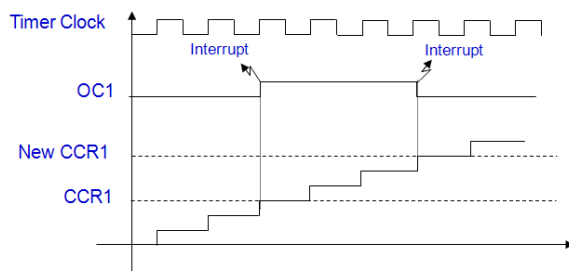 Timer Clock
Interrupt
Interrupt
OC1
New CCR1
CCR1